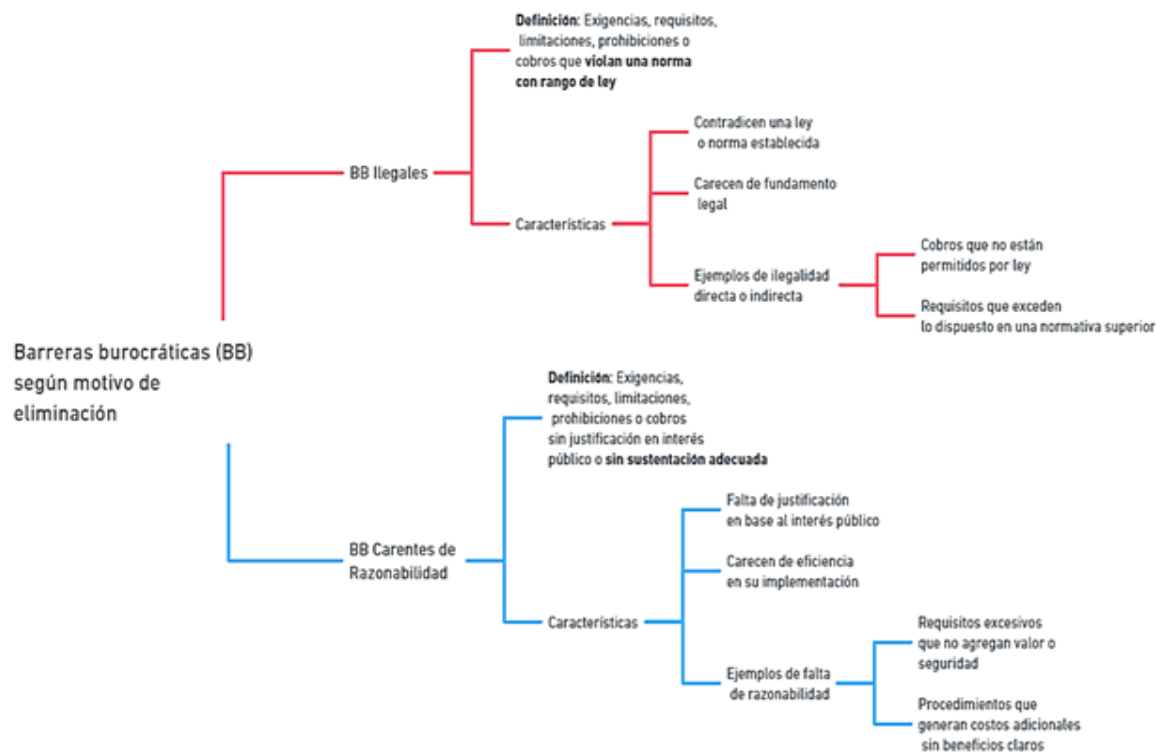 Barreras burocráticas (BB)
según motivo de
eliminación
BB Ilegales
Definición: Exigencias, requisitos,
limitaciones, prohibiciones o
cobros que violan una norma
con rango de ley
Características
Contradicen una ley
o norma establecida
Carecen de fundamento
legal
Ejemplos de ilegalidad
directa o indirecta
Cobros que no están
permitidos por ley
Requisitos que exceden
lo dispuesto en una normativa superior
BB Carentes de
Razonabilidad
Definición: Exigencias,
requisitos, limitaciones,
prohibiciones o cobros
sin justificación en interés
público o sin sustentación adecuada
Características
Falta de justificación
en base al interés público
Carecen de eficiencia
en su implementación
Ejemplos de falta
de razonabilidad
Requisitos excesivos
que no agregan valor o
seguridad
Procedimientos que
generan costos adicionales
sin beneficios claros